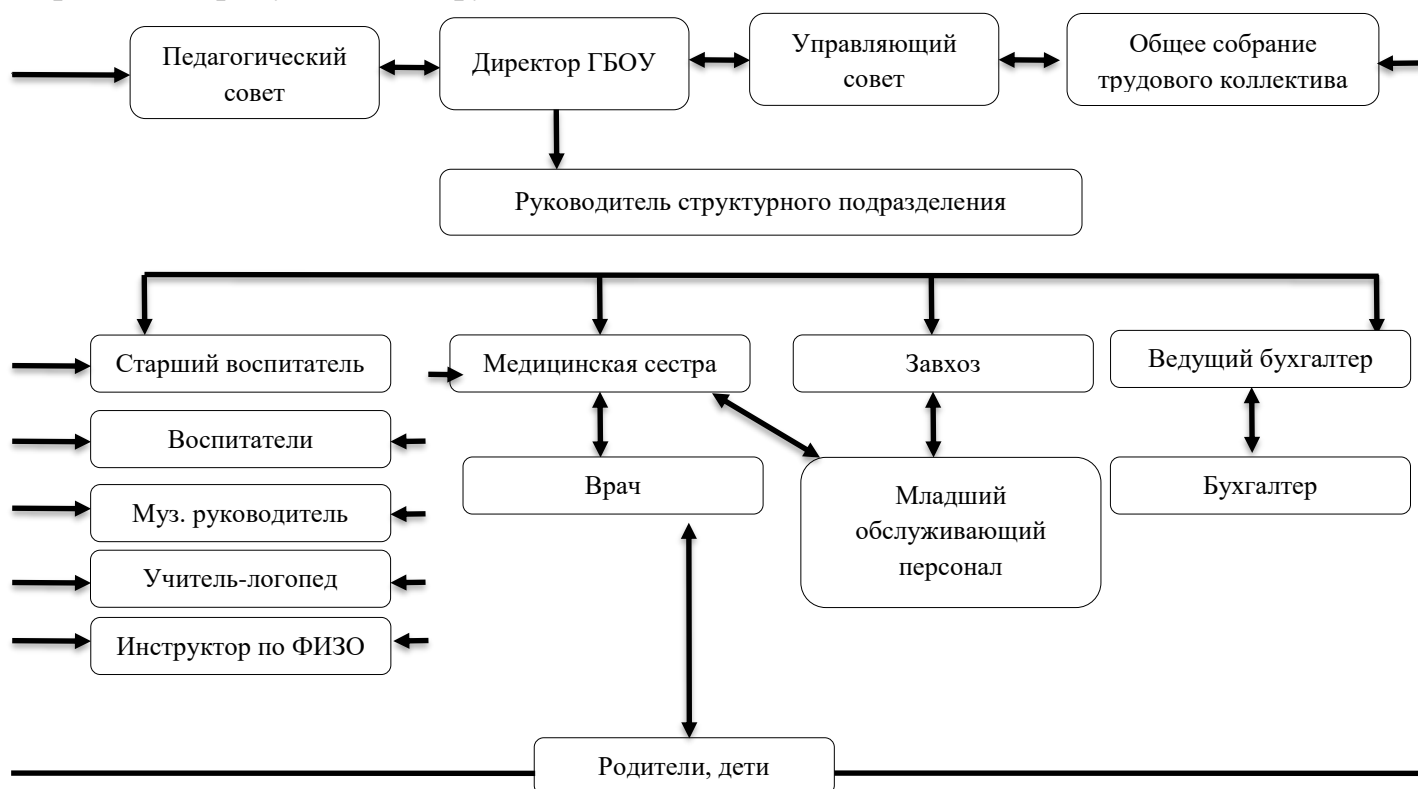 Педагогический
совет
Директор ГБОУ
Управляющий
совет
Общее собрание
трудового коллектива
Руководитель структурного подразделения
Старший воспитатель
Медицинская сестра
Завхоз
Ведущий бухгалтер
Воспитатели
Врач
Младший
обслуживающий
персонал
Бухгалтер
Муз. руководитель
Учитель-логопед
Инструктор по ФИЗО
Родители, дети